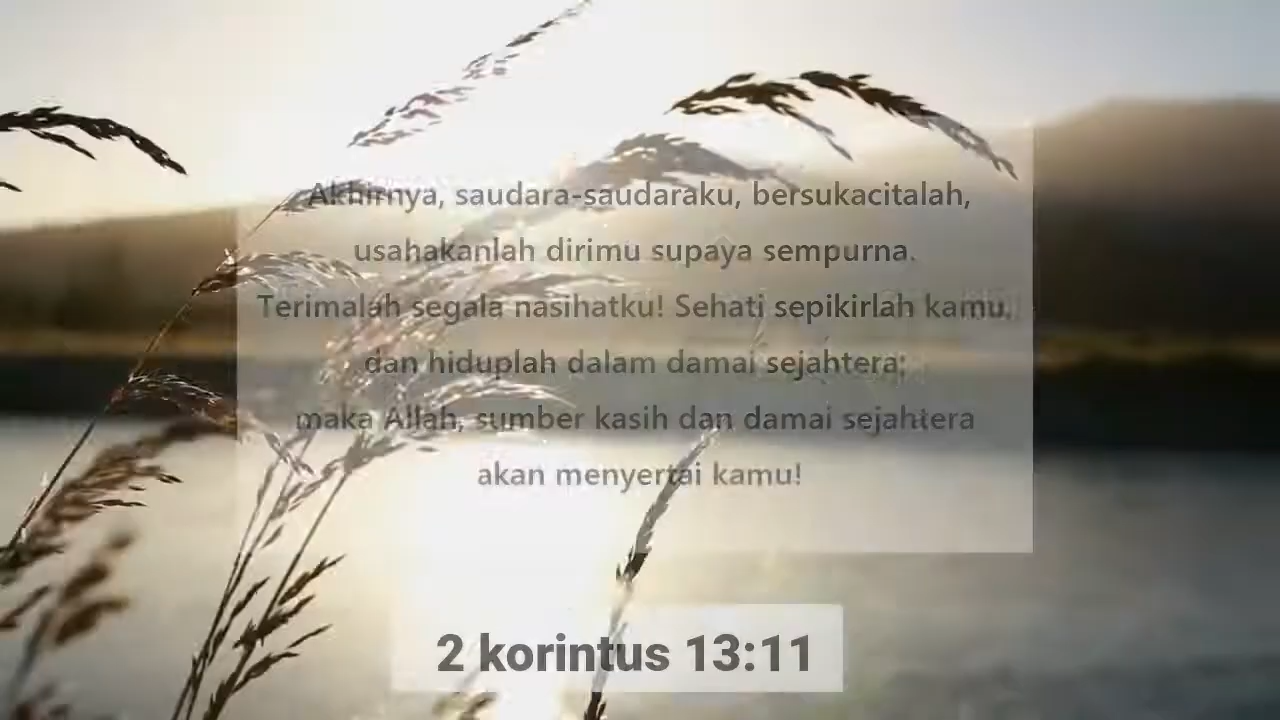 Akhirnya, saudara-saudaraku, bersukacitalah,
usahakanlah dirimu supaya sempurna.
Terimalah segala nasihatku! Sehati sepikirlah kamu,
dan hiduplah dalam damai sejahtera;
maka Allah, sumber kasih dan damai sejahtera
akan menyertai kamu!
2 korintus 13:11